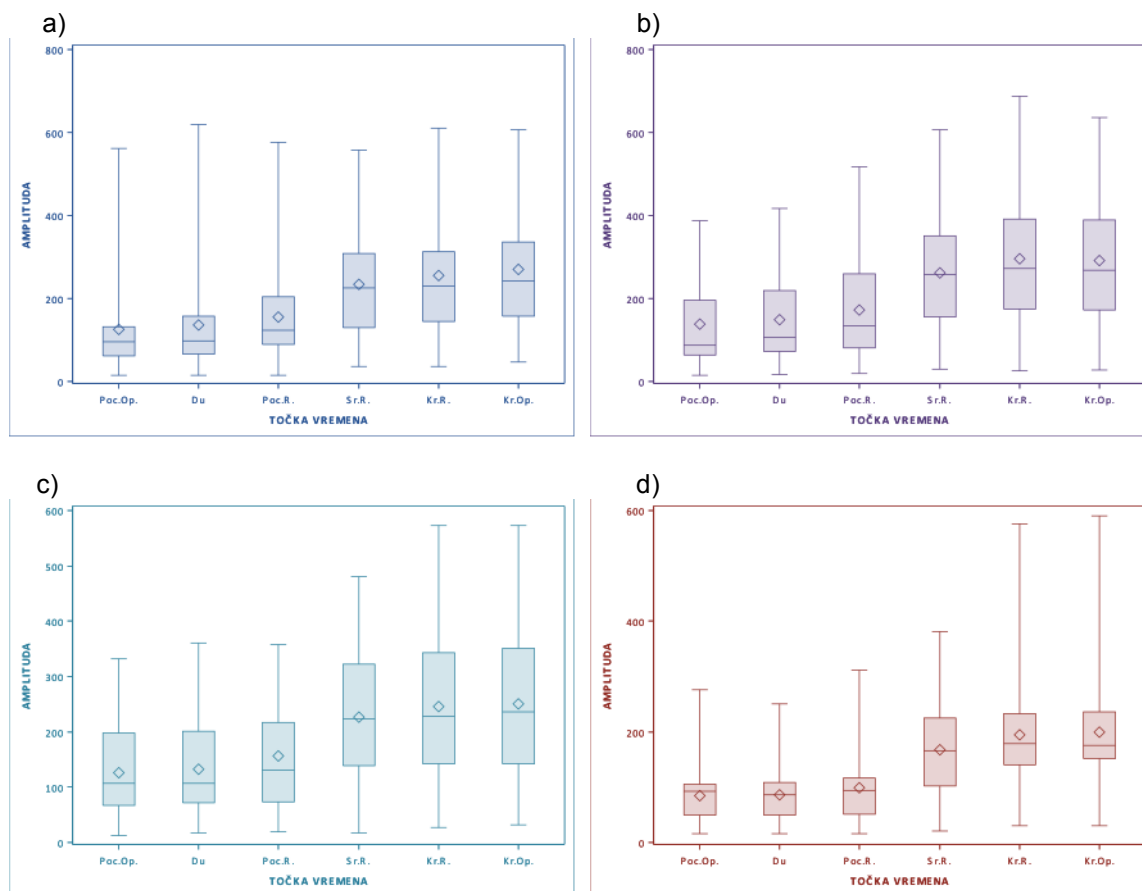 a)
800
600
400
200
0
AMPLITUDA
Poc.Op. Du Poc.R. Sr.R. Kr.R. Kr.Op.
TOČKA VREMENA
b)
800
600
400
200
0
AMPLITUDA
Poc.Op. Du Poc.R. Sr.R. Kr.R. Kr.Op.
TOČKA VREMENA
c)
600
500
400
300
200
100
0
AMPLITUDA
Poc.Op. Du Poc.R. Sr.R. Kr.R. Kr.Op.
TOČKA VREMENA
d)
600
400
200
0
AMPLITUDA
Poc.Op. Du Poc.R. Sr.R. Kr.R. Kr.Op.
TOČKA VREMENA